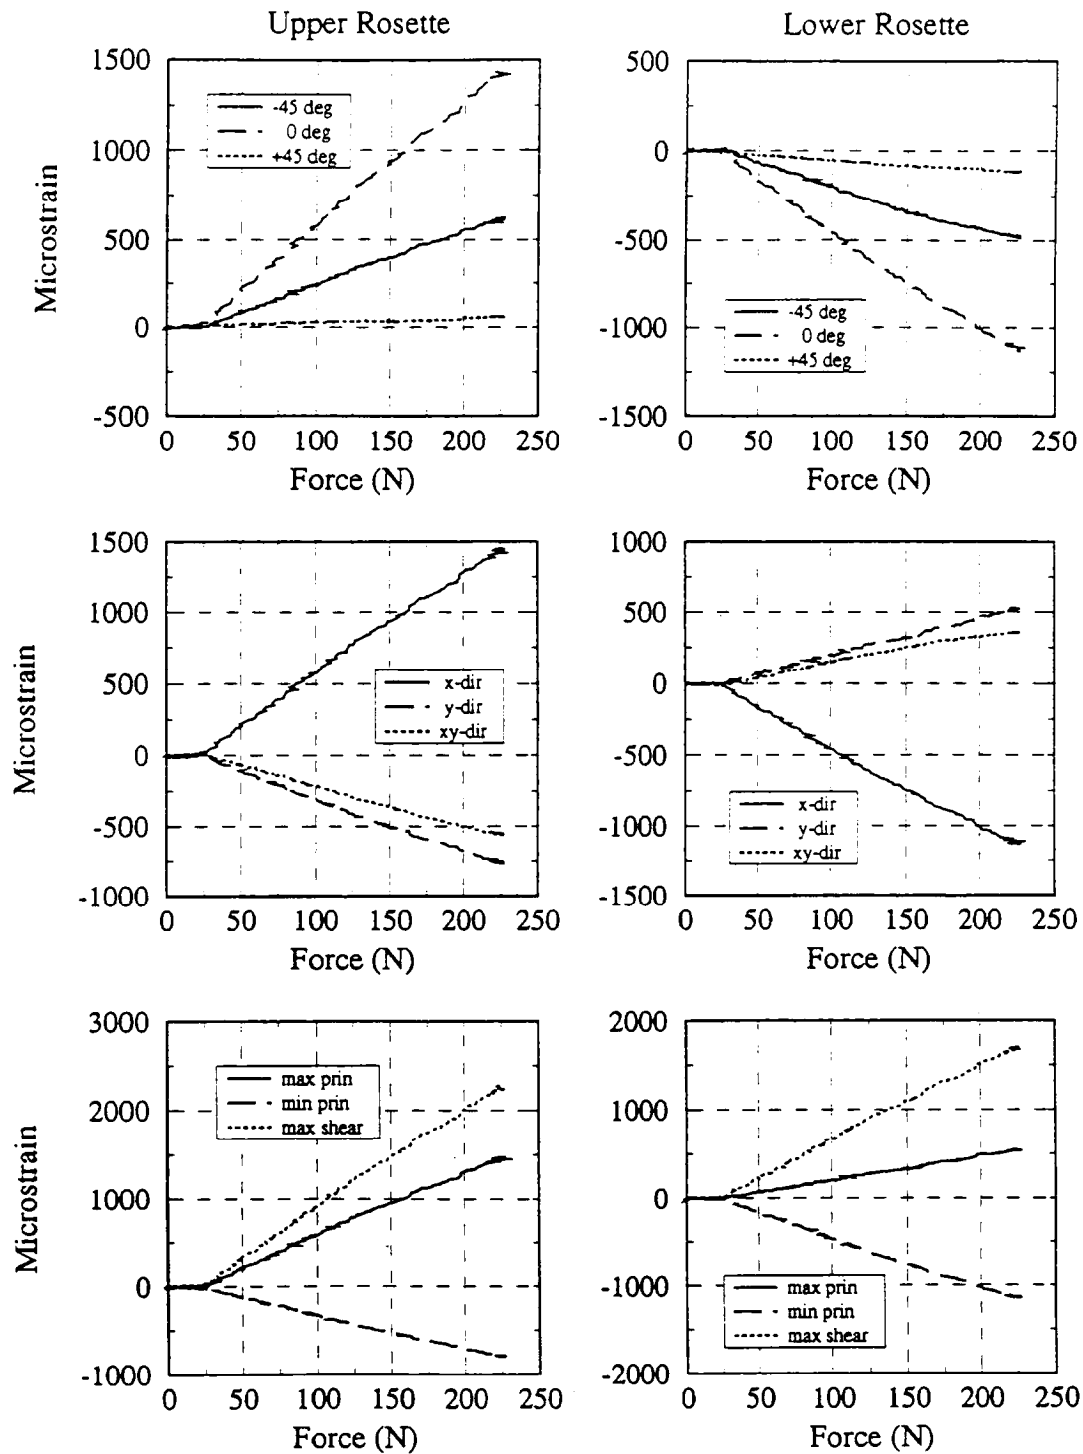 Upper Rosette
Lower Rosette
Microstrain
1500
1000
500
0
-500
-45 deg
0 deg
+45 deg
0 50 100 150 200 250
Force (N)
500
0
-500
-1000
-1500
-45 deg
0 deg
+45 deg
0 50 100 150 200 250
Force (N)
Microstrain
1500
1000
500
0
-500
-1000
x-dir
y-dir
xy-dir
0 50 100 150 200 250
Force (N)
1000
500
0
-500
-1000
-1500
x-dir
y-dir
xy-dir
0 50 100 150 200 250
Force (N)
Microstrain
3000
2000
1000
0
-1000
max prin
min prin
max shear
0 50 100 150 200 250
Force (N)
2000
1000
0
-1000
-2000
max prin
min prin
max shear
0 50 100 150 200 250
Force (N)